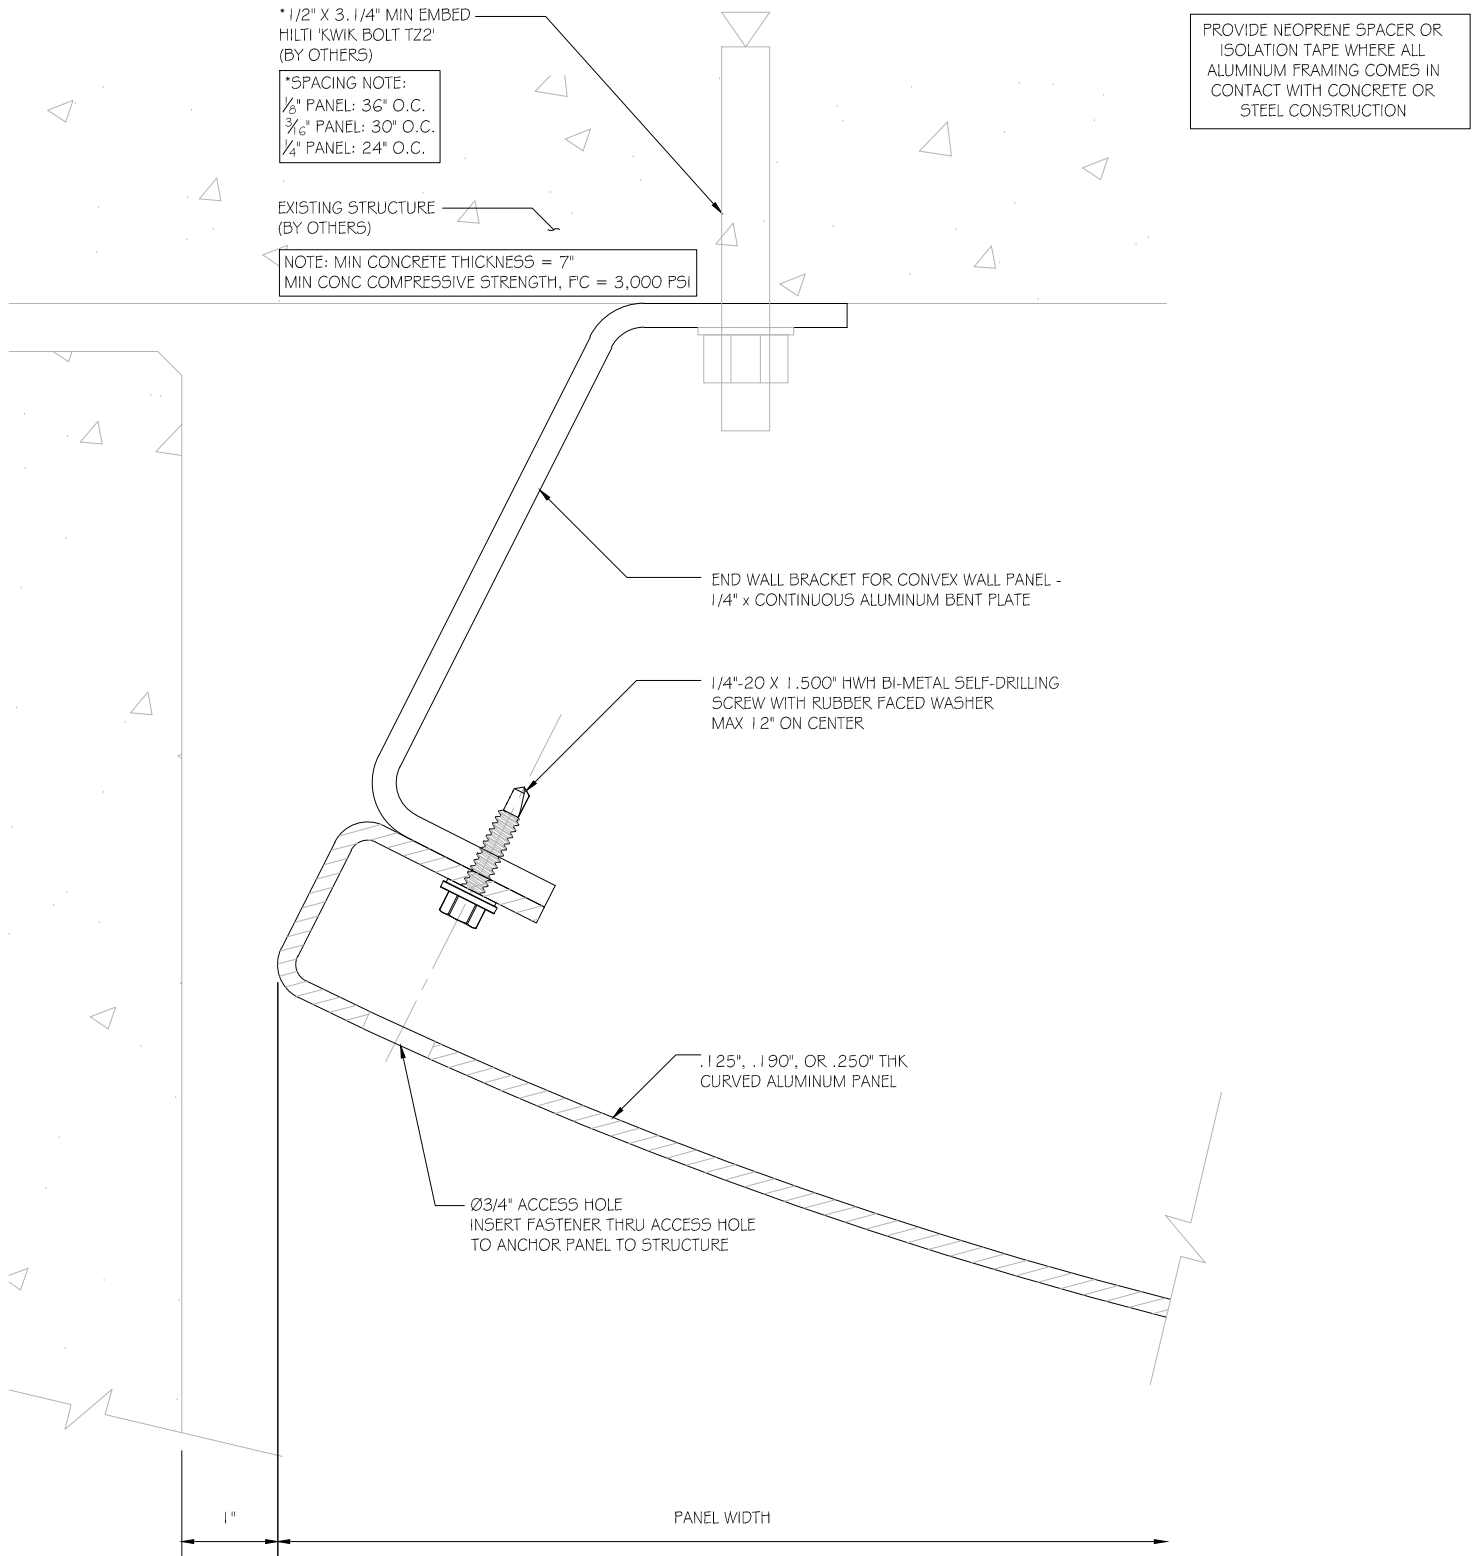 *1/2" X 3.1/4" MIN EMBED
HILTI 'KWIK BOLT TZ2'
(BY OTHERS)
*SPACING NOTE:
1/8" PANEL: 36" O.C.
3/16" PANEL: 30" O.C.
1/4" PANEL: 24" O.C.
EXISTING STRUCTURE
(BY OTHERS)
NOTE: MIN CONCRETE THICKNESS = 7"
MIN CONC COMPRESSIVE STRENGTH, F'C = 3,000 PSI
PROVIDE NEOPRENE SPACER OR
ISOLATION TAPE WHERE ALL
ALUMINUM FRAMING COMES IN
CONTACT WITH CONCRETE OR
STEEL CONSTRUCTION
END WALL BRACKET FOR CONVEX WALL PANEL -
1/4" x CONTINUOUS ALUMINUM BENT PLATE
1/4"-20 X 1.500" HWH BI-METAL SELF-DRILLING
SCREW WITH RUBBER FACED WASHER
MAX 12" ON CENTER
.125", .190", OR .250" THK
CURVED ALUMINUM PANEL
Ø3/4" ACCESS HOLE
INSERT FASTENER THRU ACCESS HOLE
TO ANCHOR PANEL TO STRUCTURE
1"
PANEL WIDTH